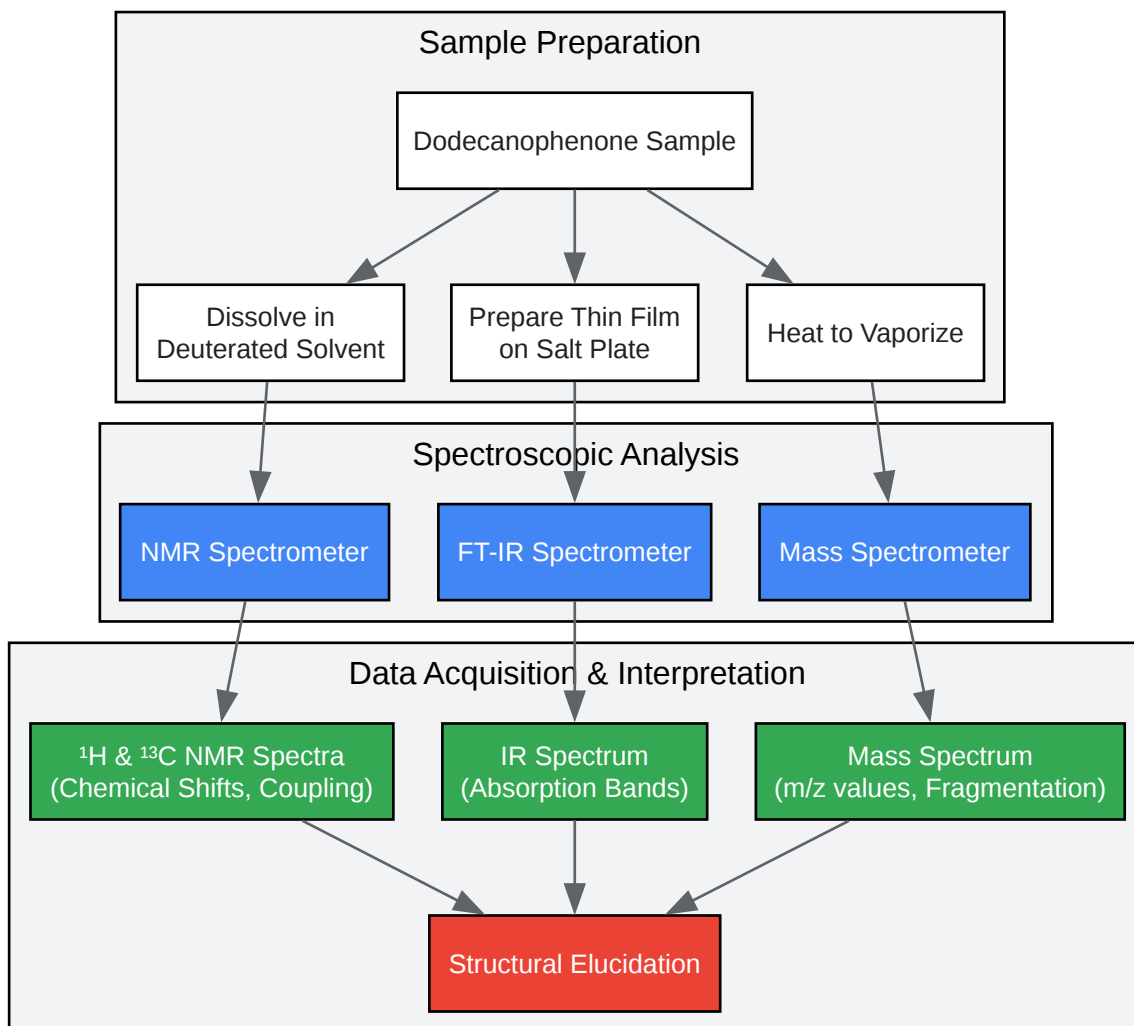 Sample Preparation
Dodecanophenone Sample
Dissolve in
Deuterated Solvent
Prepare Thin Film
on Salt Plate
Heat to Vaporize
Spectroscopic Analysis
NMR Spectrometer
FT-IR Spectrometer
Mass Spectrometer
Data Acquisition & Interpretation
¹H & ¹³C NMR Spectra
(Chemical Shifts, Coupling)
IR Spectrum
(Absorption Bands)
Mass Spectrum
(m/z values, Fragmentation)
Structural Elucidation